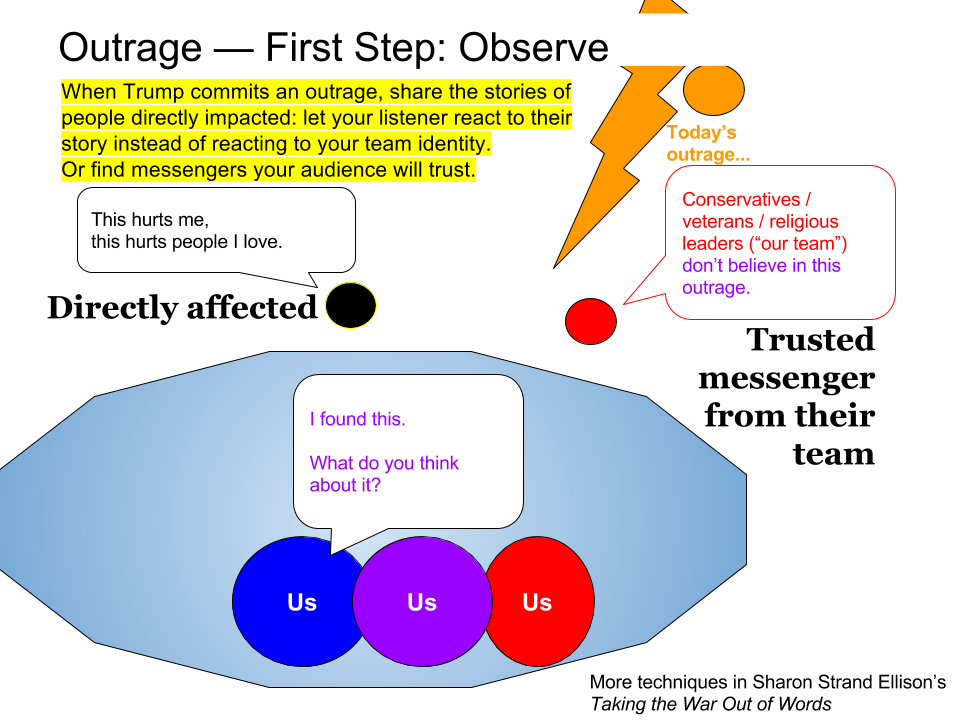 Outrage — First Step: Observe
When Trump commits an outrage, share the stories of
people directly impacted: let your listener react to their
story instead of reacting to your team identity.
Or find messengers your audience will trust.
Today’s
outrage...
This hurts me,
this hurts people I love.
Conservatives /
veterans / religious
leaders (“our team”)
don’t believe in this
outrage.
Directly affected
Trusted
messenger
from their
team
I found this.
What do you think
about it?
Us
Us
Us
More techniques in Sharon Strand Ellison’s
Taking the War Out of Words